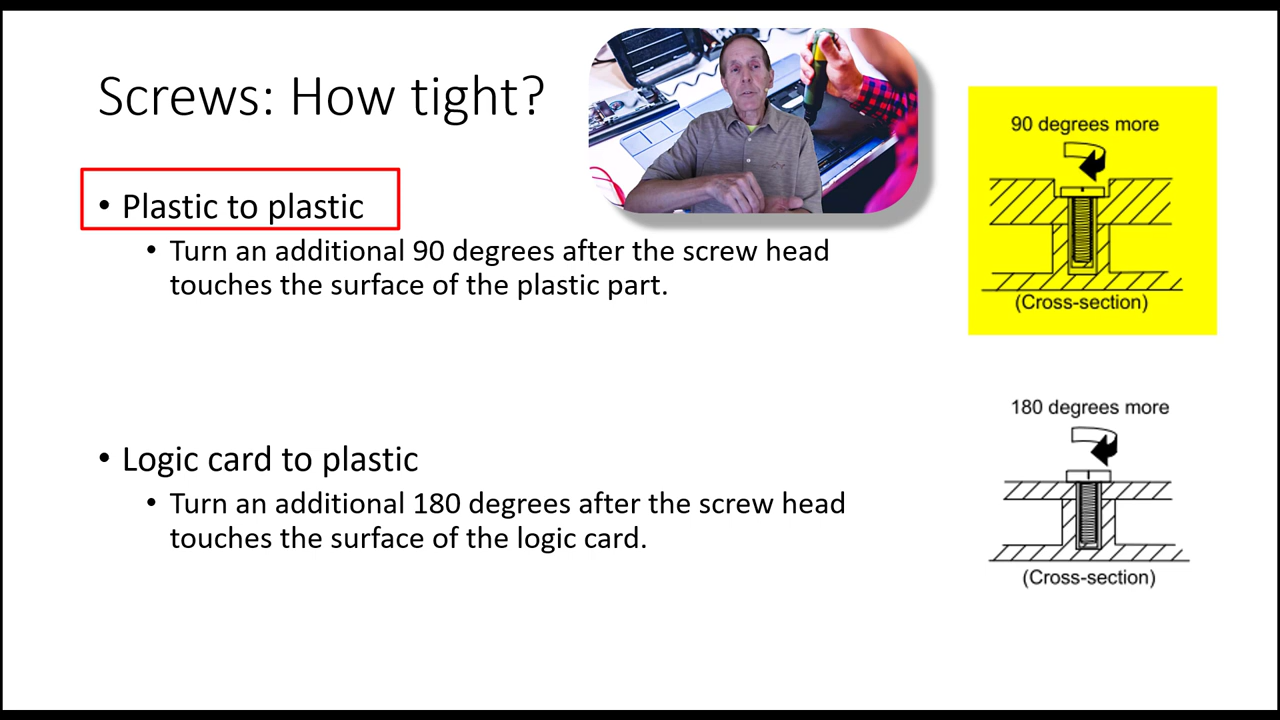 Screws: How tight?
• Plastic to plastic
• Turn an additional 90 degrees after the screw head
touches the surface of the plastic part.
90 degrees more
(Cross-section)
• Logic card to plastic
• Turn an additional 180 degrees after the screw head
touches the surface of the logic card.
180 degrees more
(Cross-section)